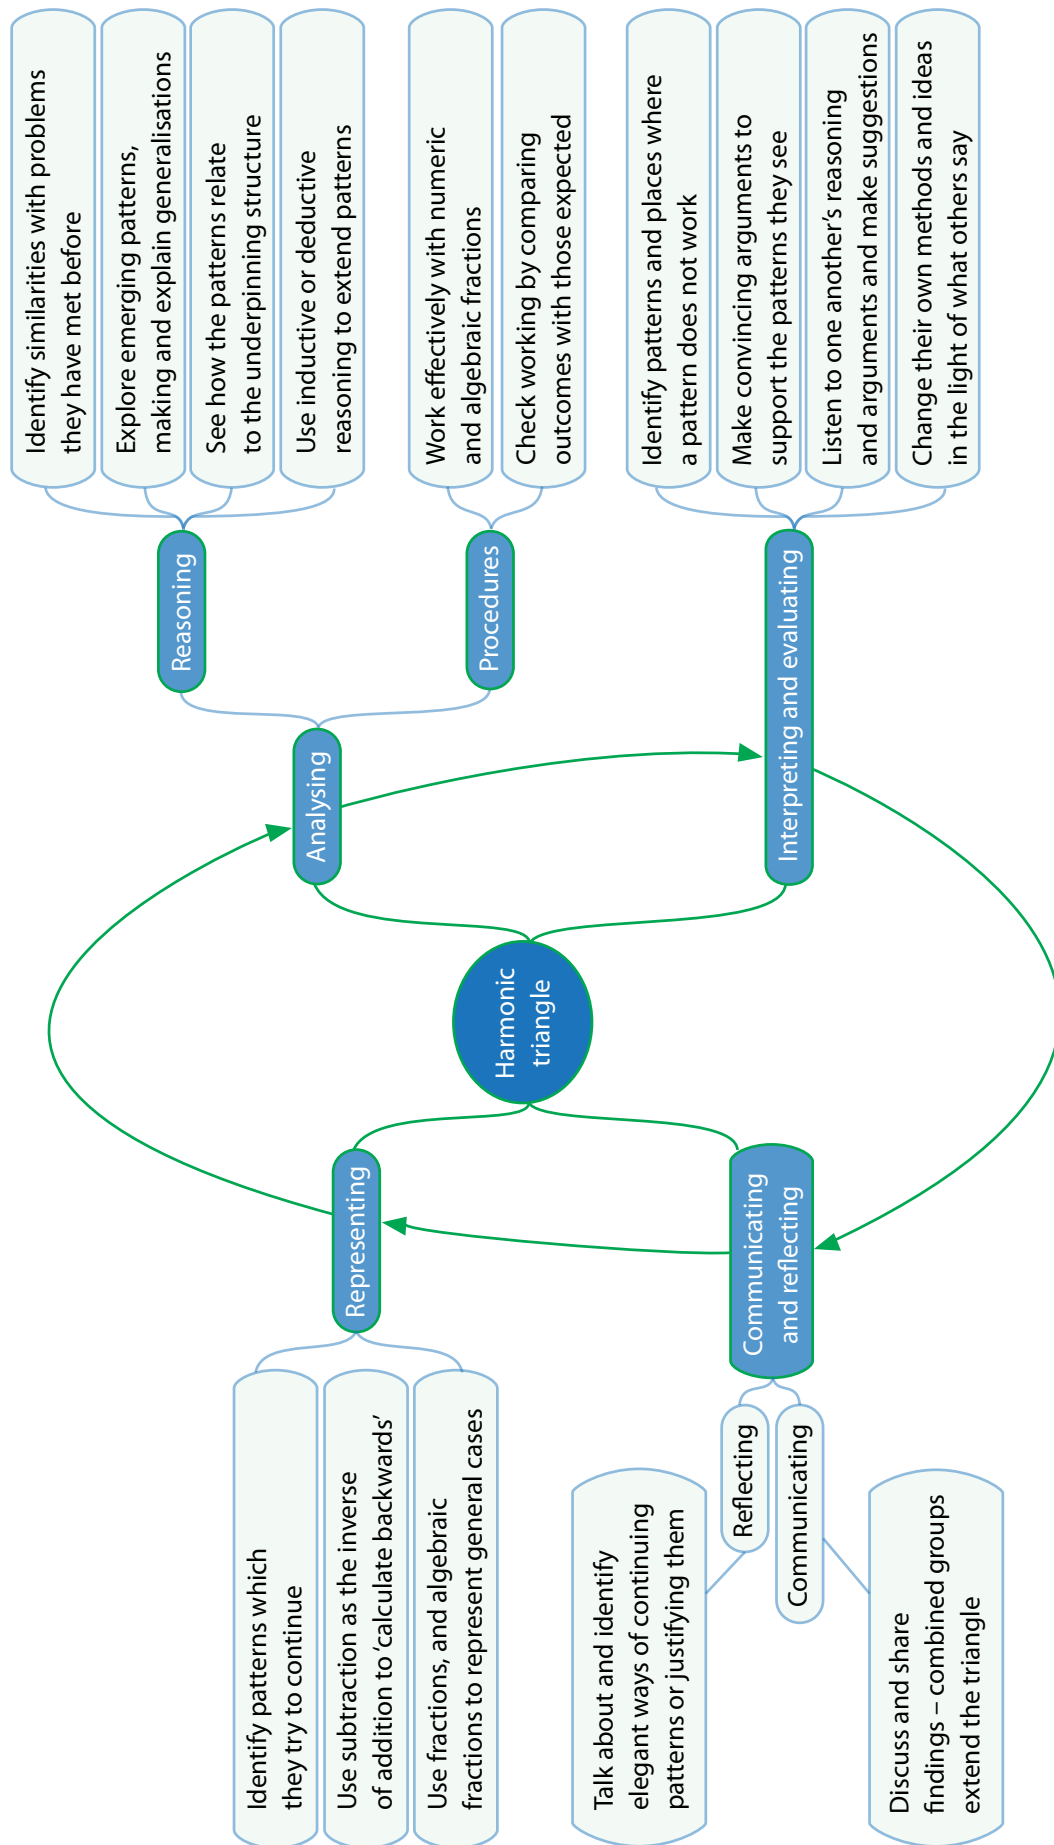 Identify patterns which
they try to continue
Use subtraction as the inverse
of addition to ‘calculate backwards’
Use fractions, and algebraic
fractions to represent general cases
Representing
Analysing
Reasoning
Identify similarities with problems
they have met before
Explore emerging patterns,
making and explain generalisations
See how the patterns relate
to the underpinning structure
Use inductive or deductive
reasoning to extend patterns
Procedures
Work effectively with numeric
and algebraic fractions
Check working by comparing
outcomes with those expected
Harmonic
triangle
Talk about and identify
elegant ways of continuing
patterns or justifying them
Reflecting
Communicating
Discuss and share
findings – combined groups
extend the triangle
Communicating
and reflecting
Interpreting and evaluating
Identify patterns and places where
a pattern does not work
Make convincing arguments to
support the patterns they see
Listen to one another’s reasoning
and arguments and make suggestions
Change their own methods and ideas
in the light of what others say